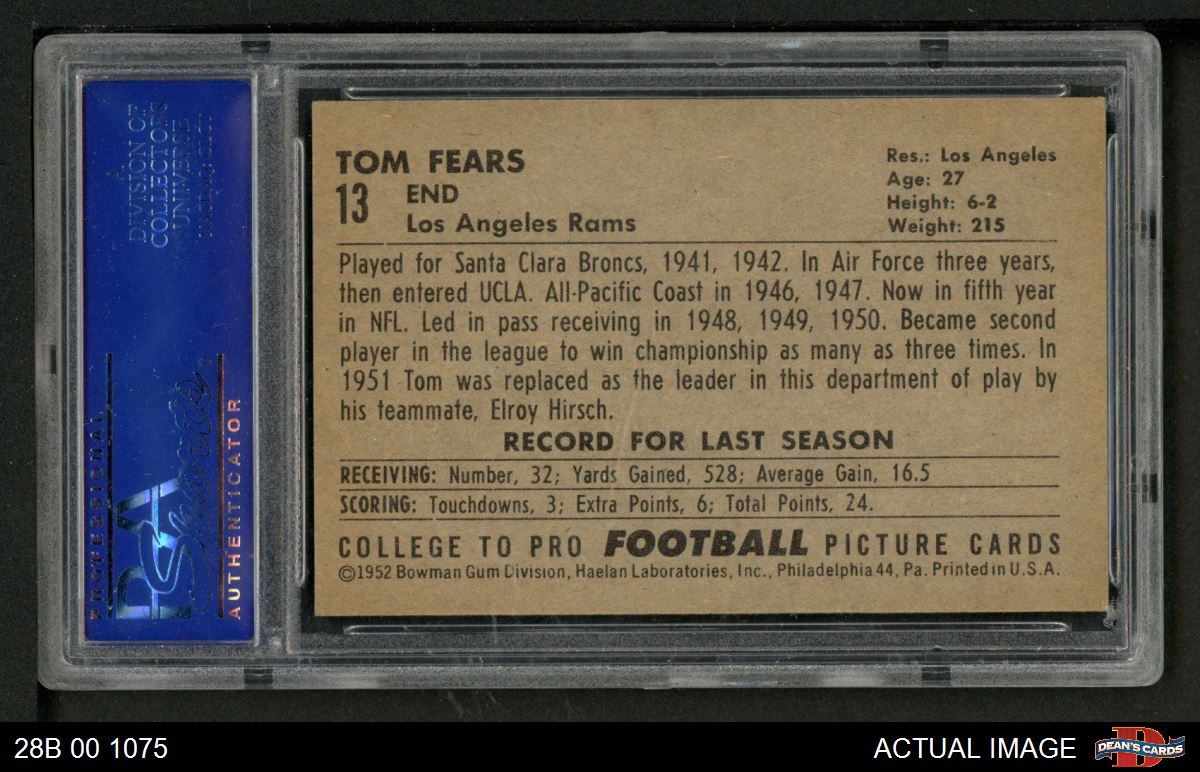 A
DIVISION OF
COLLECTORS
UNIVERSE
NASDAQ: CLCT
PROFESSIONAL
PSA
AUTHENTICATOR
TOM FEARS
13
END
Los Angeles Rams
Res.: Los Angeles
Age: 27
Height: 6-2
Weight: 215
Played for Santa Clara Broncs, 1941, 1942. In Air Force three years,
then entered UCLA. All-Pacific Coast in 1946, 1947. Now in fifth year
in NFL. Led in pass receiving in 1948, 1949, 1950. Became second
player in the league to win championship as many as three times. In
1951 Tom was replaced as the leader in this department of play by
his teammate, Elroy Hirsch.
RECORD FOR LAST SEASON
RECEIVING: Number, 32; Yards Gained, 528; Average Gain, 16.5
SCORING: Touchdowns, 3; Extra Points, 6; Total Points, 24.
COLLEGE TO PRO FOOTBALL PICTURE CARDS
©1952 Bowman Gum Division, Haelan Laboratories, Inc., Philadelphia 44, Pa. Printed in U.S.A.
28B 00 1075
ACTUAL IMAGE
DEAN'S CARDS